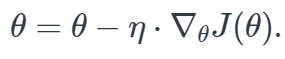 θ = θ − η · ∇θJ(θ).